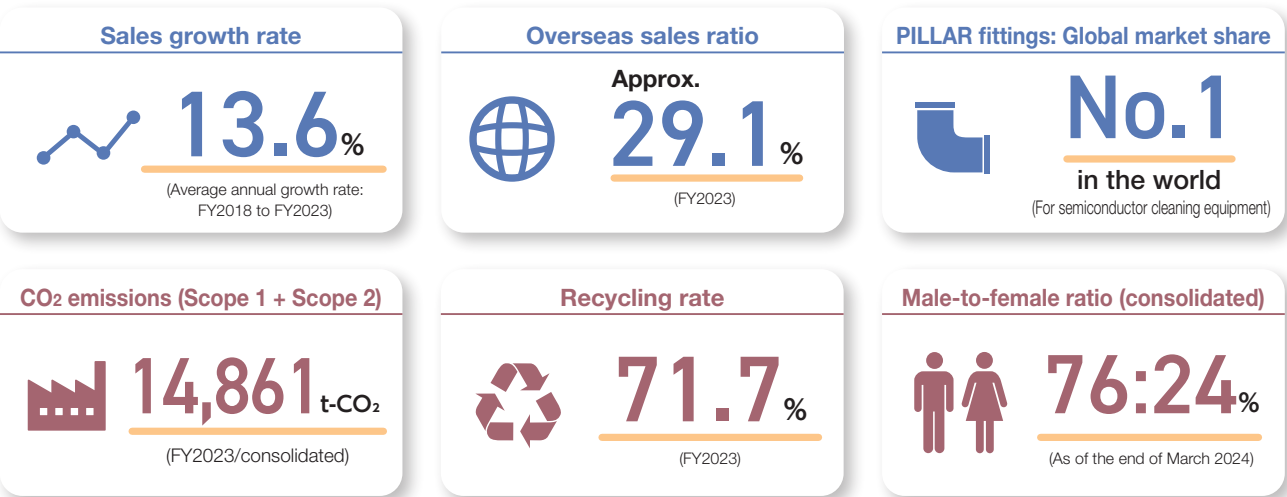 Sales growth rate
13.6%
(Average annual growth rate:
FY2018 to FY2023)
Overseas sales ratio
Approx.
29.1%
(FY2023)
PILLAR fittings: Global market share
No.1
in the world
(For semiconductor cleaning equipment)
CO₂ emissions (Scope 1 + Scope 2)
14,861 t-CO₂
(FY2023/consolidated)
Recycling rate
71.7%
(FY2023)
Male-to-female ratio (consolidated)
76:24%
(As of the end of March 2024)